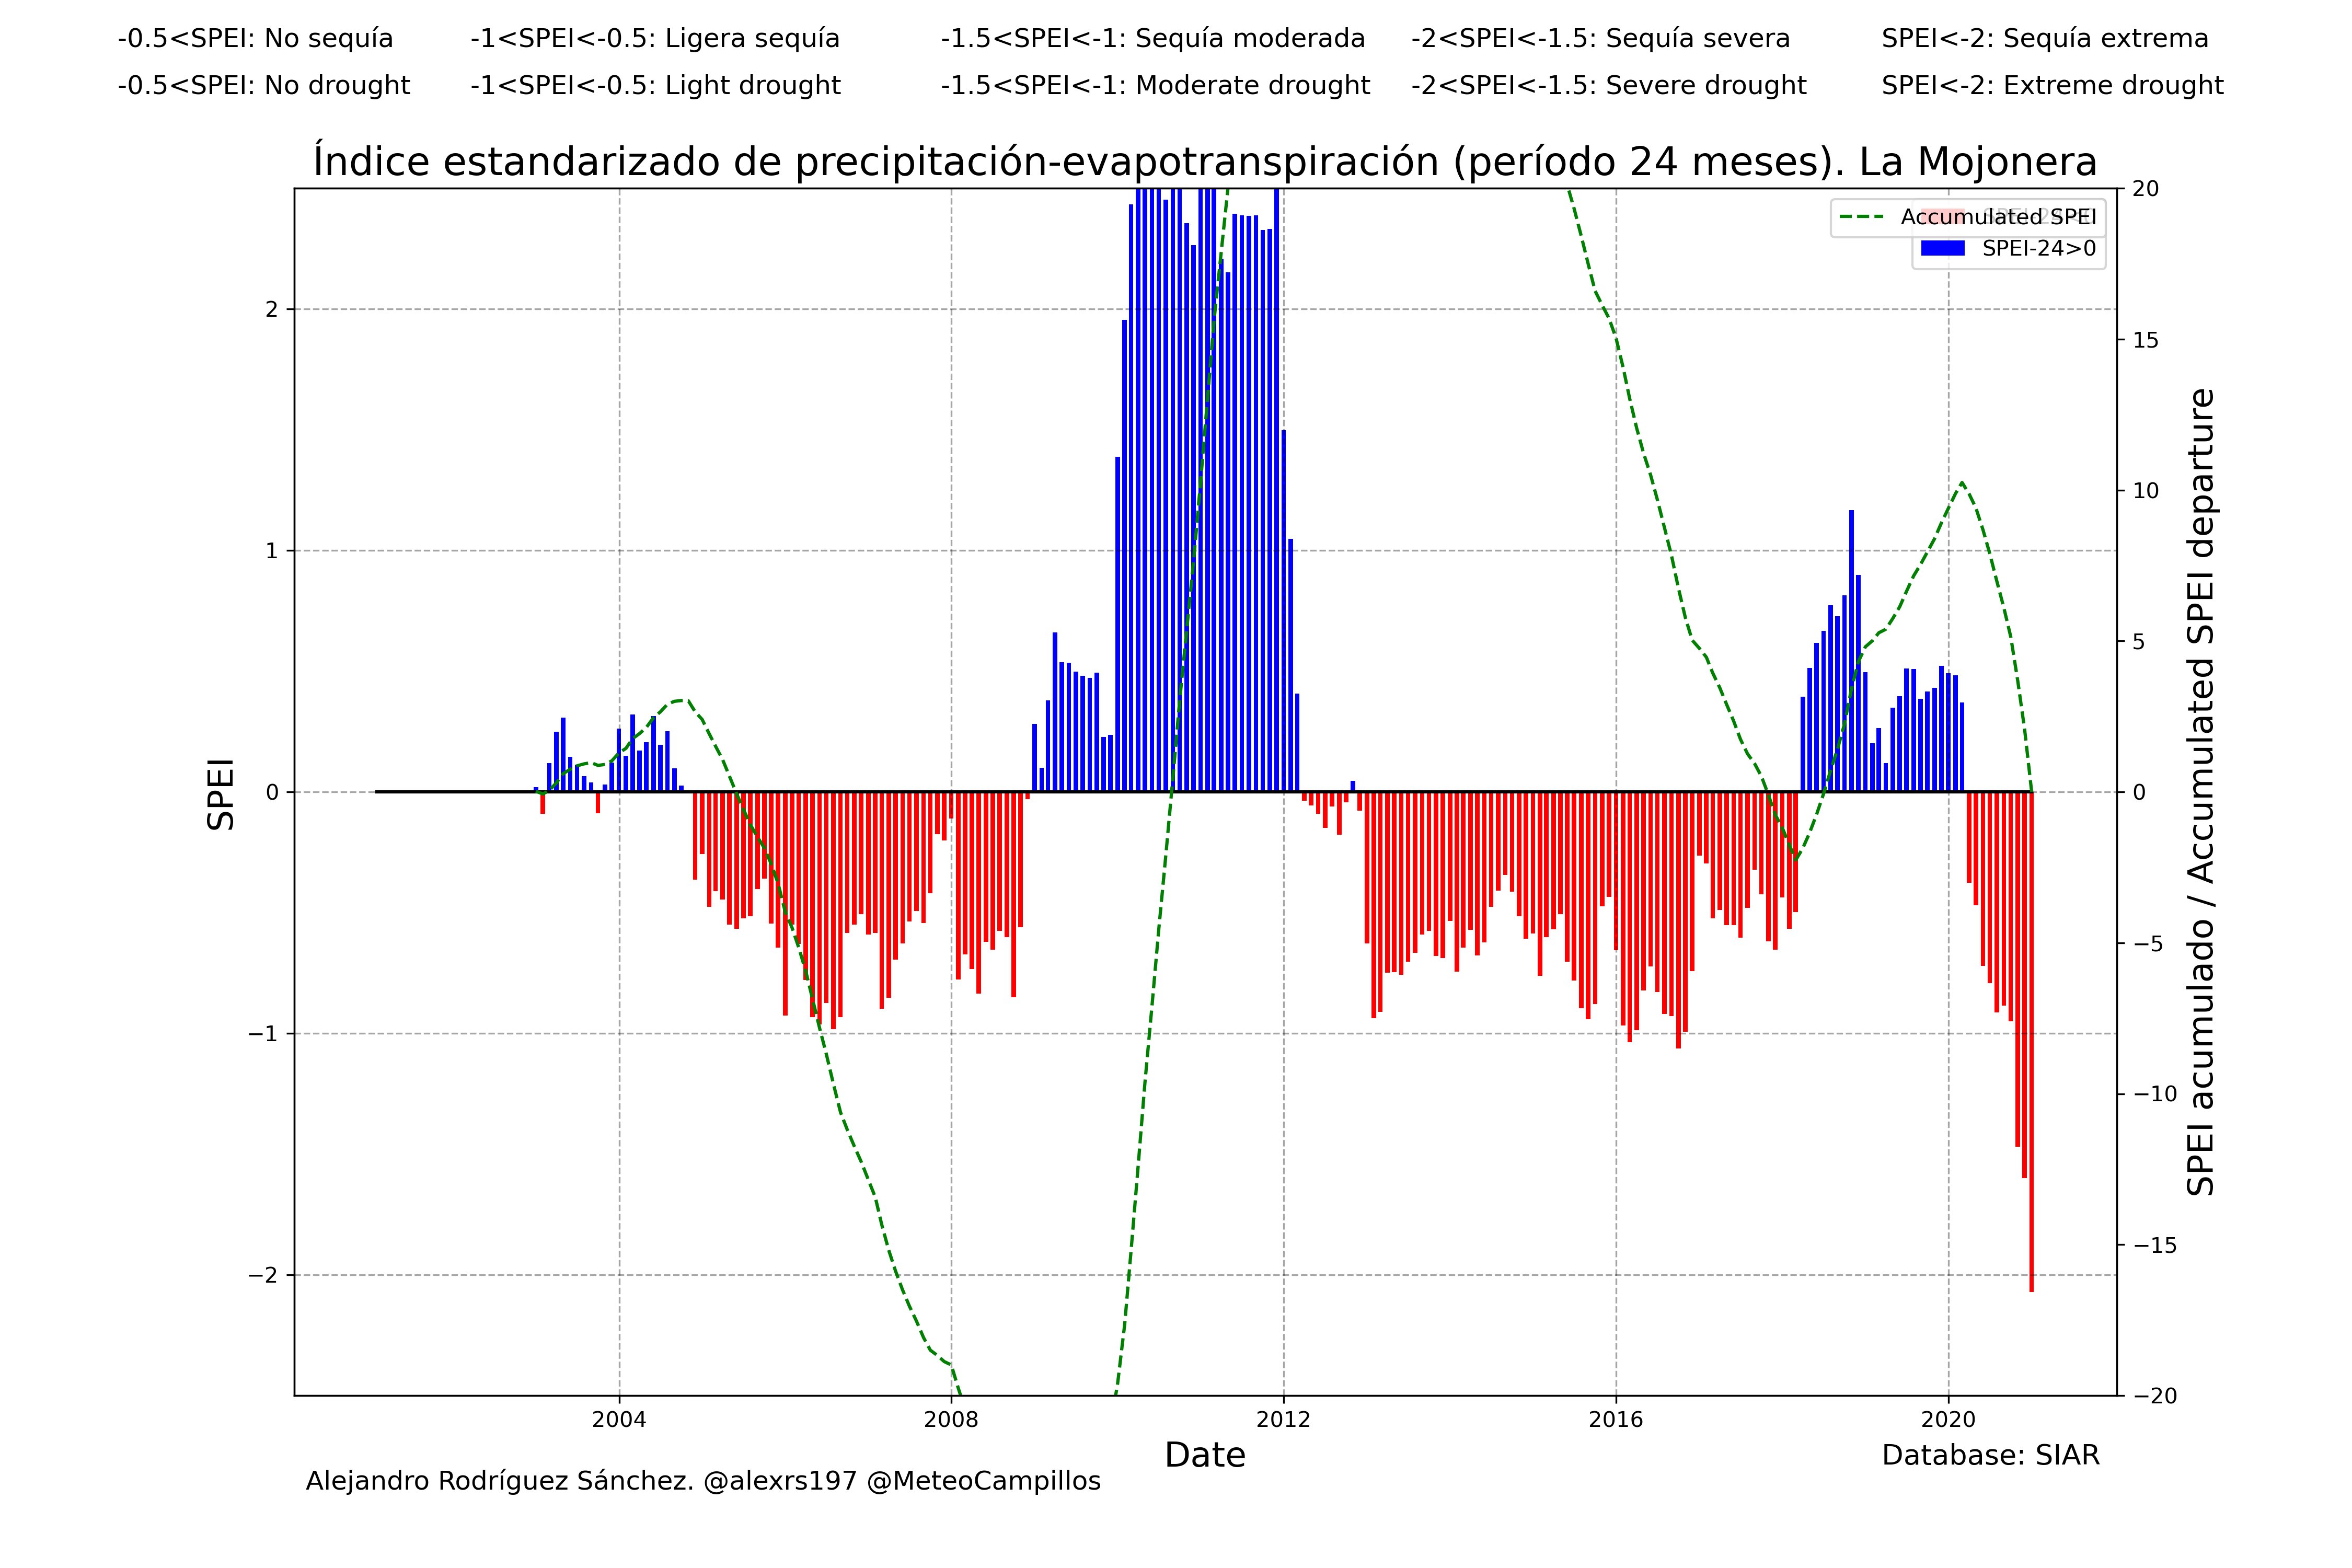 -0.5<SPEI: No sequía -1<SPEI<-0.5: Ligera sequía -1.5<SPEI<-1: Sequía moderada -2<SPEI<-1.5: Sequía severa SPEI<-2: Sequía extrema
-0.5<SPEI: No drought -1<SPEI<-0.5: Light drought -1.5<SPEI<-1: Moderate drought -2<SPEI<-1.5: Severe drought SPEI<-2: Extreme drought
Índice estandarizado de precipitación-evapotranspiración (período 24 meses). La Mojonera
Accumulated SPEI
SPEI-24>0
SPEI
2
1
0
−1
−2
20
15
10
5
0
−5
−10
−15
−20
SPEI acumulado / Accumulated SPEI departure
2004 2008 2012 2016 2020
Date
Database: SIAR
Alejandro Rodríguez Sánchez. @alexrs197 @MeteoCampillos